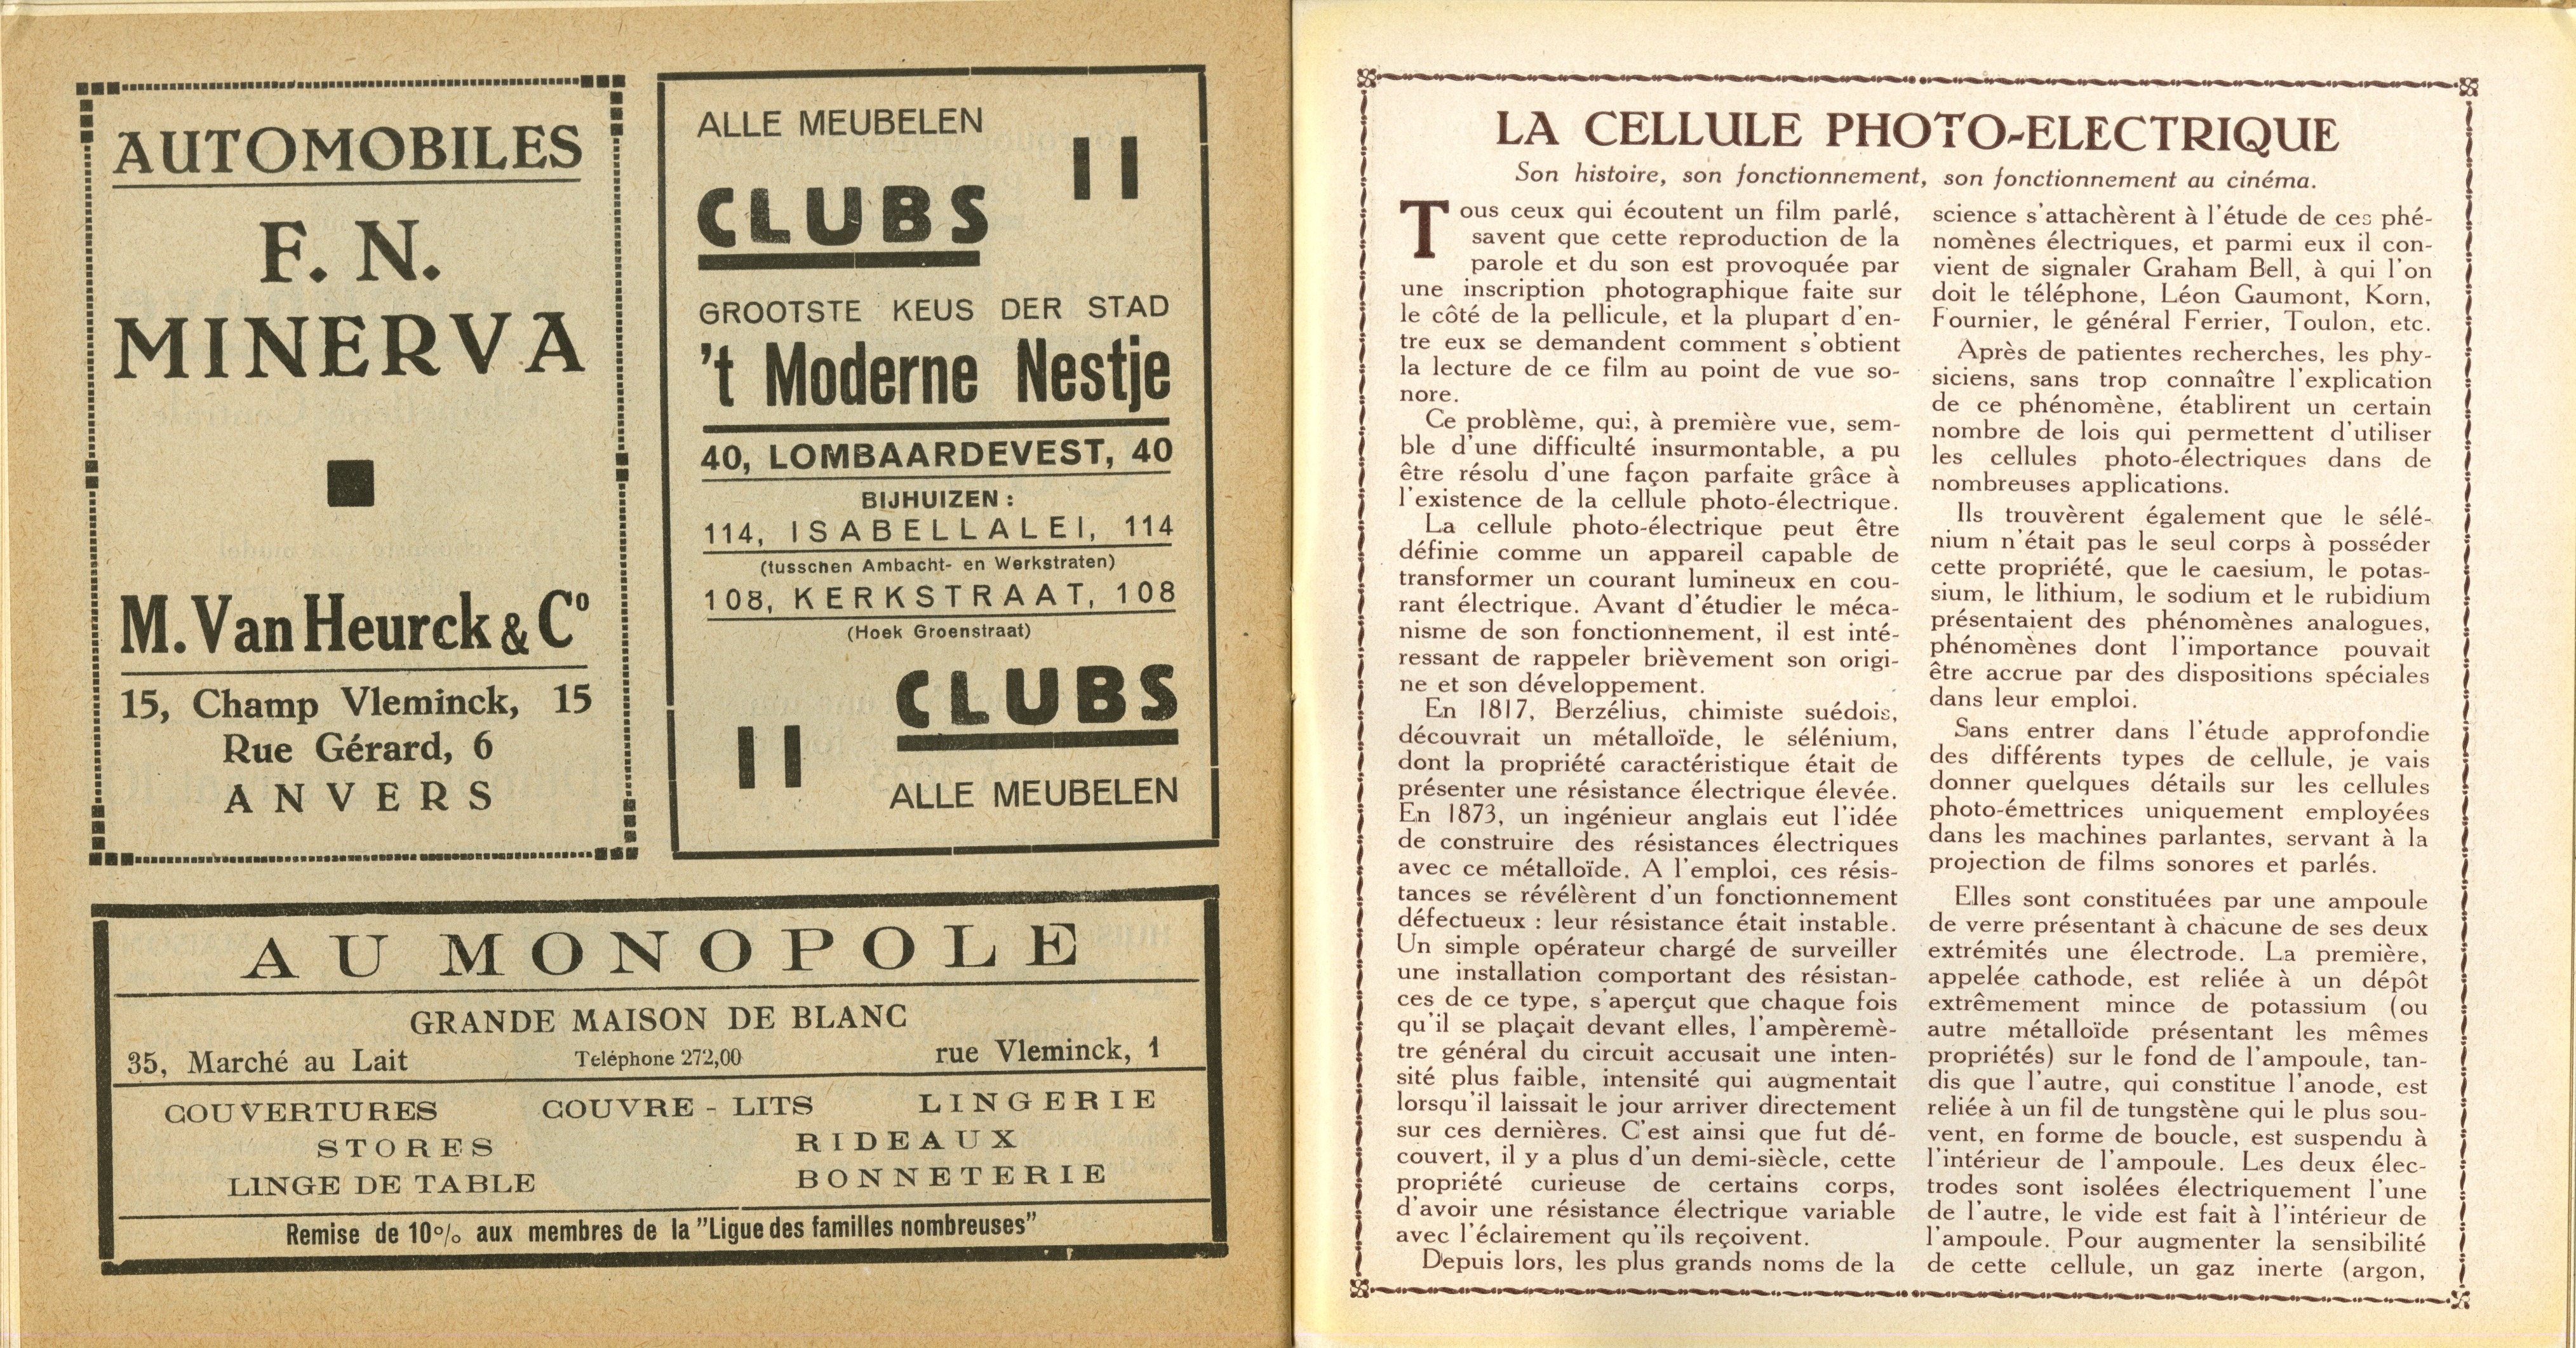 AUTOMOBILES
F. N.
MINERVA
M. Van Heurck & Cº
15, Champ Vleminck, 15
Rue Gérard, 6
ANVERS
ALLE MEUBELEN
CLUBS
GROOTSTE KEUS DER STAD
't Moderne Nestje
40, LOMBAARDEVEST, 40
BIJHUIZEN :
114, ISABELLALEI, 114
(tusschen Ambacht- en Werkstraten)
108, KERKSTRAAT, 108
(Hoek Groenstraat)
CLUBS
ALLE MEUBELEN
AU MONOPOLE
GRANDE MAISON DE BLANC
35, Marché au Lait Teléphone 272,00 rue Vleminck, 1
COUVERTURES COUVRE - LITS LINGERIE
STORES RIDEAUX
LINGE DE TABLE BONNETERIE
Remise de 10% aux membres de la "Ligue des familles nombreuses"
LA CELLULE PHOTO-ELECTRIQUE
Son histoire, son fonctionnement, son fonctionnement au cinéma.
Tous ceux qui écoutent un film parlé,
savent que cette reproduction de la
parole et du son est provoquée par
une inscription photographique faite sur
le côté de la pellicule, et la plupart d'en-
tre eux se demandent comment s'obtient
la lecture de ce film au point de vue so-
nore.
Ce problème, qui, à première vue, sem-
ble d'une difficulté insurmontable, a pu
être résolu d'une façon parfaite grâce à
l'existence de la cellule photo-électrique.
La cellule photo-électrique peut être
définie comme un appareil capable de
transformer un courant lumineux en cou-
rant électrique. Avant d'étudier le méca-
nisme de son fonctionnement, il est inté-
ressant de rappeler brièvement son origi-
ne et son développement.
En 1817, Berzélius, chimiste suédois,
découvrait un métalloïde, le sélénium,
dont la propriété caractéristique était de
présenter une résistance électrique élevée.
En 1873, un ingénieur anglais eut l'idée
de construire des résistances électriques
avec ce métalloïde. A l'emploi, ces résis-
tances se révélèrent d'un fonctionnement
défectueux : leur résistance était instable.
Un simple opérateur chargé de surveiller
une installation comportant des résistan-
ces de ce type, s'aperçut que chaque fois
qu'il se plaçait devant elles, l'ampèremè-
tre général du circuit accusait une inten-
sité plus faible, intensité qui augmentait
lorsqu'il laissait le jour arriver directement
sur ces dernières. C'est ainsi que fut dé-
couvert, il y a plus d'un demi-siècle, cette
propriété curieuse de certains corps,
d'avoir une résistance électrique variable
avec l'éclairement qu'ils reçoivent.
Depuis lors, les plus grands noms de la
science s'attachèrent à l'étude de ces phé-
nomènes électriques, et parmi eux il con-
vient de signaler Graham Bell, à qui l'on
doit le téléphone, Léon Gaumont, Korn,
Fournier, le général Ferrier, Toulon, etc.
Après de patientes recherches, les phy-
siciens, sans trop connaître l'explication
de ce phénomène, établirent un certain
nombre de lois qui permettent d'utiliser
les cellules photo-électriques dans de
nombreuses applications.
Ils trouvèrent également que le sélé-
nium n'était pas le seul corps à posséder
cette propriété, que le caesium, le potas-
sium, le lithium, le sodium et le rubidium
présentaient des phénomènes analogues,
phénomènes dont l'importance pouvait
être accrue par des dispositions spéciales
dans leur emploi.
Sans entrer dans l'étude approfondie
des différents types de cellule, je vais
donner quelques détails sur les cellules
photo-émettrices uniquement employées
dans les machines parlantes, servant à la
projection de films sonores et parlés.
Elles sont constituées par une ampoule
de verre présentant à chacune de ses deux
extrémités une électrode. La première,
appelée cathode, est reliée à un dépôt
extrêmement mince de potassium (ou
autre métalloïde présentant les mêmes
propriétés) sur le fond de l'ampoule, tan-
dis que l'autre, qui constitue l'anode, est
reliée à un fil de tungstène qui le plus sou-
vent, en forme de boucle, est suspendu à
l'intérieur de l'ampoule. Les deux élec-
trodes sont isolées électriquement l'une
de l'autre, le vide est fait à l'intérieur de
l'ampoule. Pour augmenter la sensibilité
de cette cellule, un gaz inerte (argon,